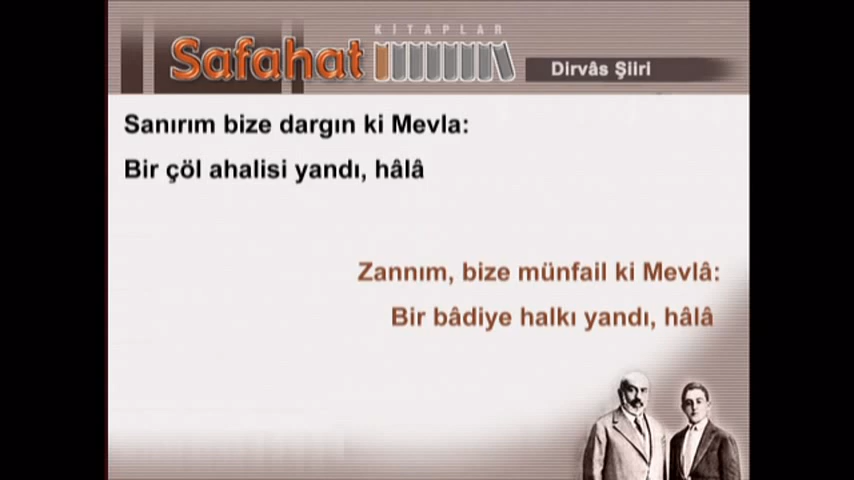 KİTAPLAR
Safahat
Dirvâs Şiiri
Sanırım bize dargın ki Mevla:
Bir çöl ahalisi yandı, hâlâ
Zannım, bize münfail ki Mevlâ:
Bir bâdiye halkı yandı, hâlâ